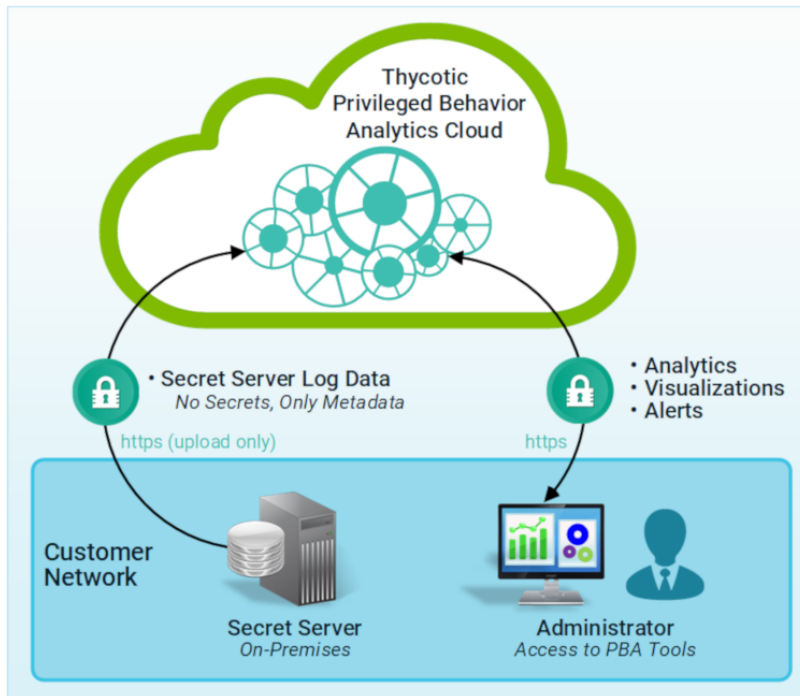 Thycotic
Privileged Behavior
Analytics Cloud
• Secret Server Log Data
No Secrets, Only Metadata
https (upload only)
• Analytics
• Visualizations
• Alerts
https
Customer
Network
Secret Server
On-Premises
Administrator
Access to PBA Tools